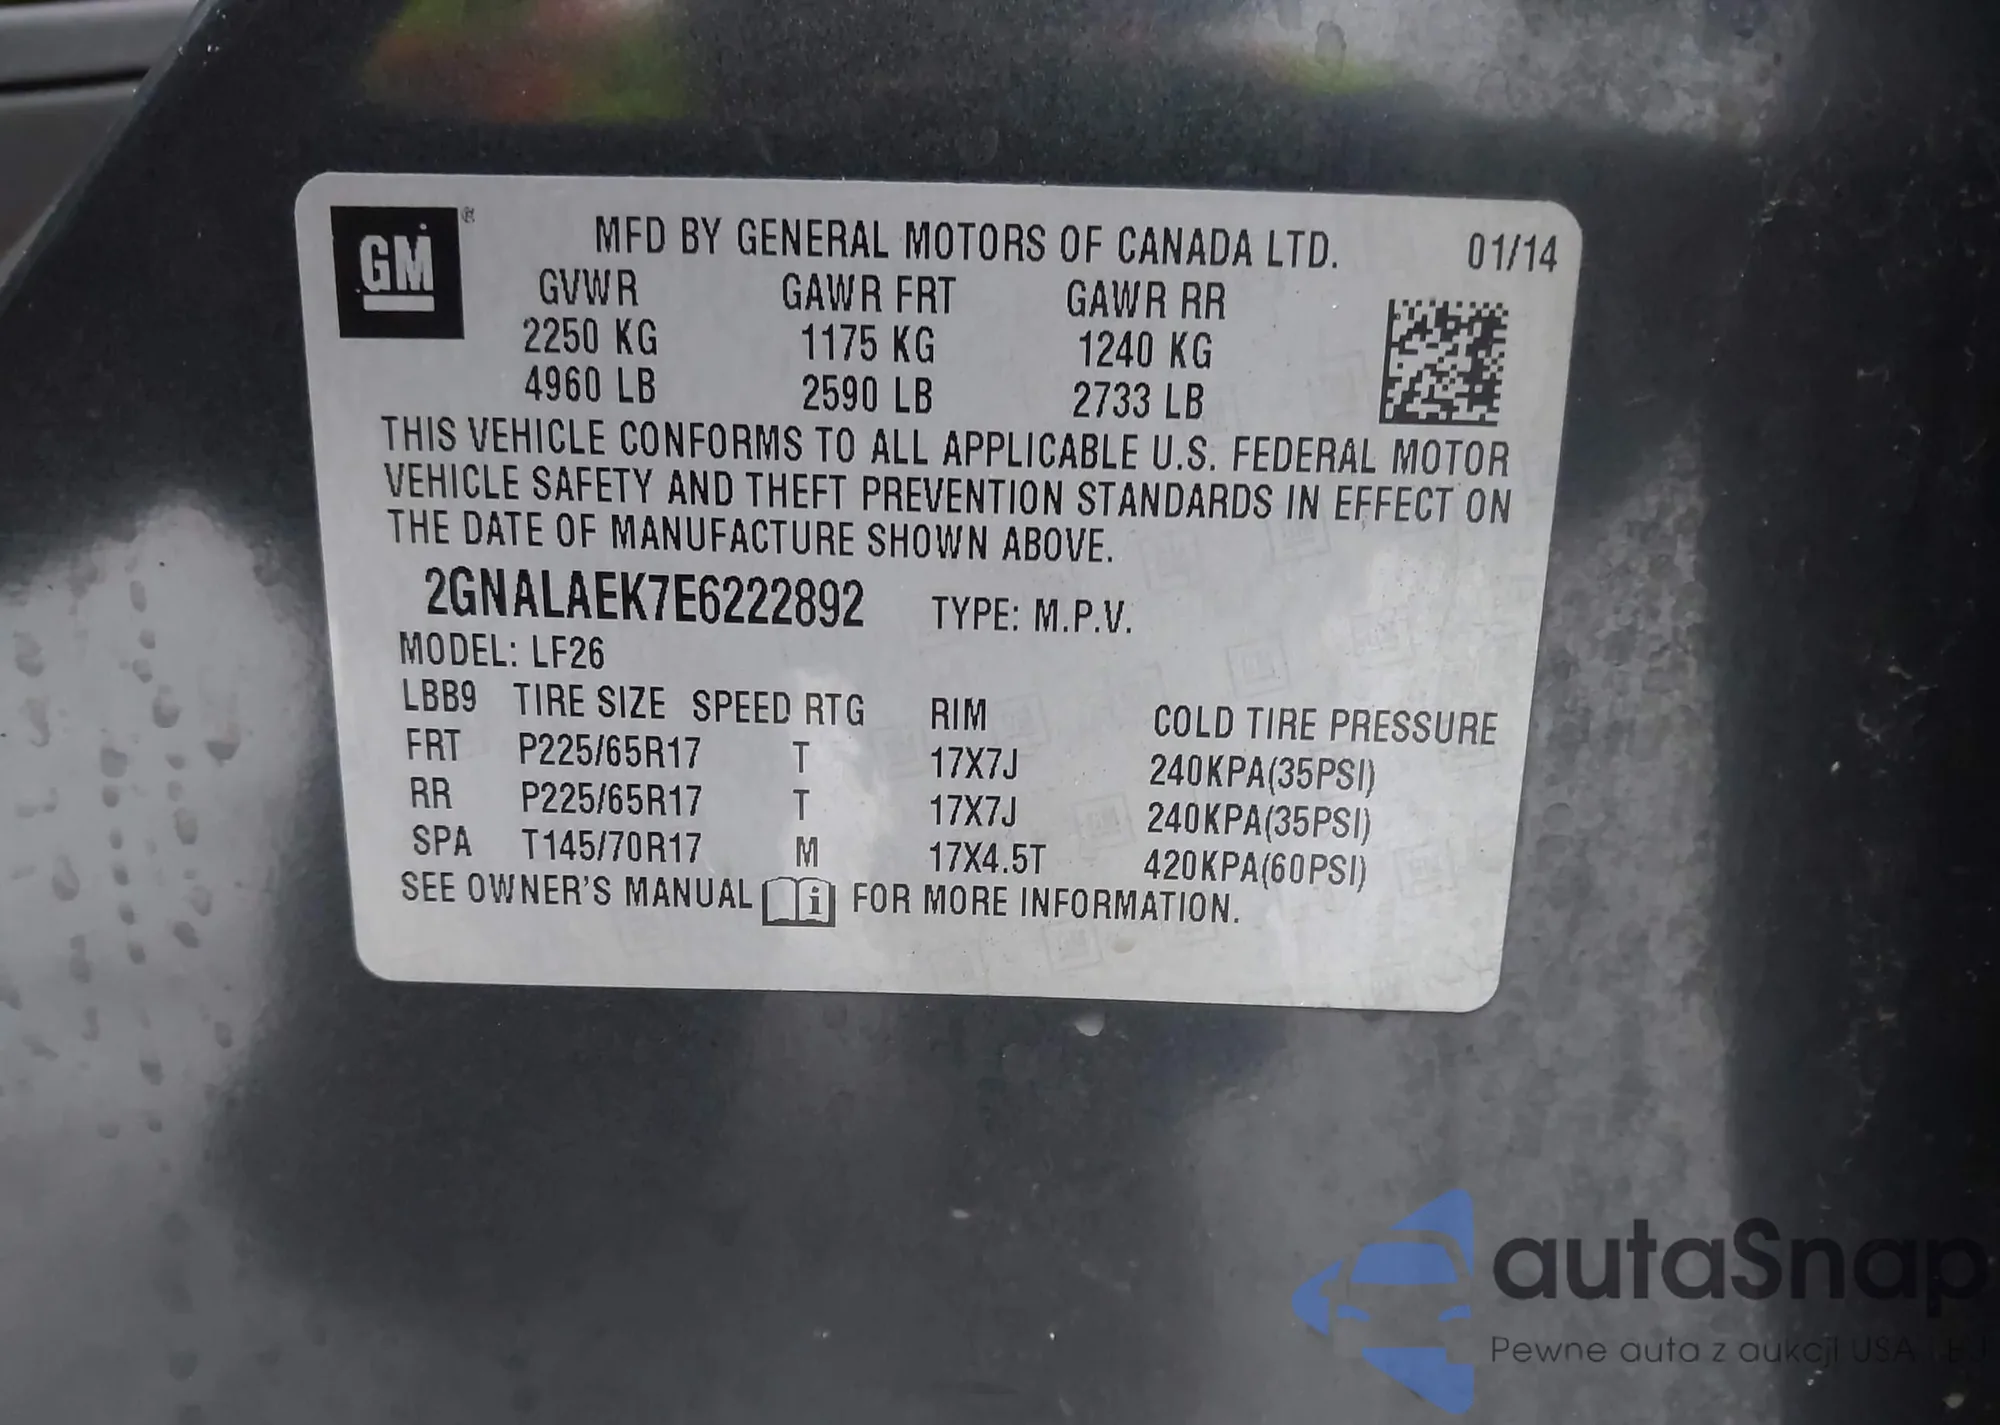 GM ®
MFD BY GENERAL MOTORS OF CANADA LTD. 01/14
GVWR GAWR FRT GAWR RR
2250 KG 1175 KG 1240 KG
4960 LB 2590 LB 2733 LB
THIS VEHICLE CONFORMS TO ALL APPLICABLE U.S. FEDERAL MOTOR
VEHICLE SAFETY AND THEFT PREVENTION STANDARDS IN EFFECT ON
THE DATE OF MANUFACTURE SHOWN ABOVE.
2GNALAEK7E6222892 TYPE: M.P.V.
MODEL: LF26
LBB9 TIRE SIZE SPEED RTG RIM COLD TIRE PRESSURE
FRT P225/65R17 T 17X7J 240KPA(35PSI)
RR P225/65R17 T 17X7J 240KPA(35PSI)
SPA T145/70R17 M 17X4.5T 420KPA(60PSI)
SEE OWNER'S MANUAL i FOR MORE INFORMATION.
autaSnap
Pewne auta z aukcji USA